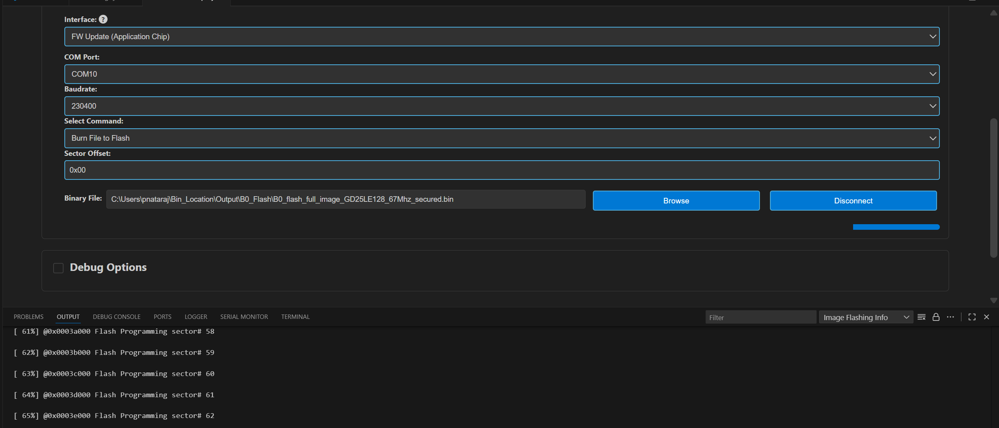 Interface: ?
FW Update (Application Chip)
COM Port:
COM10
Baudrate:
230400
Select Command:
Burn File to Flash
Sector Offset:
0x00
Binary File: C:\Users\pnataraj\Bin_Location\Output\B0_Flash\B0_flash_full_image_GD25LE128_67Mhz_secured.bin Browse Disconnect
Debug Options
PROBLEMS OUTPUT DEBUG CONSOLE PORTS LOGGER SERIAL MONITOR TERMINAL Filter Image Flashing Info
[ 61%] @0x0003a000 Flash Programming sector# 58
[ 62%] @0x0003b000 Flash Programming sector# 59
[ 63%] @0x0003c000 Flash Programming sector# 60
[ 64%] @0x0003d000 Flash Programming sector# 61
[ 65%] @0x0003e000 Flash Programming sector# 62